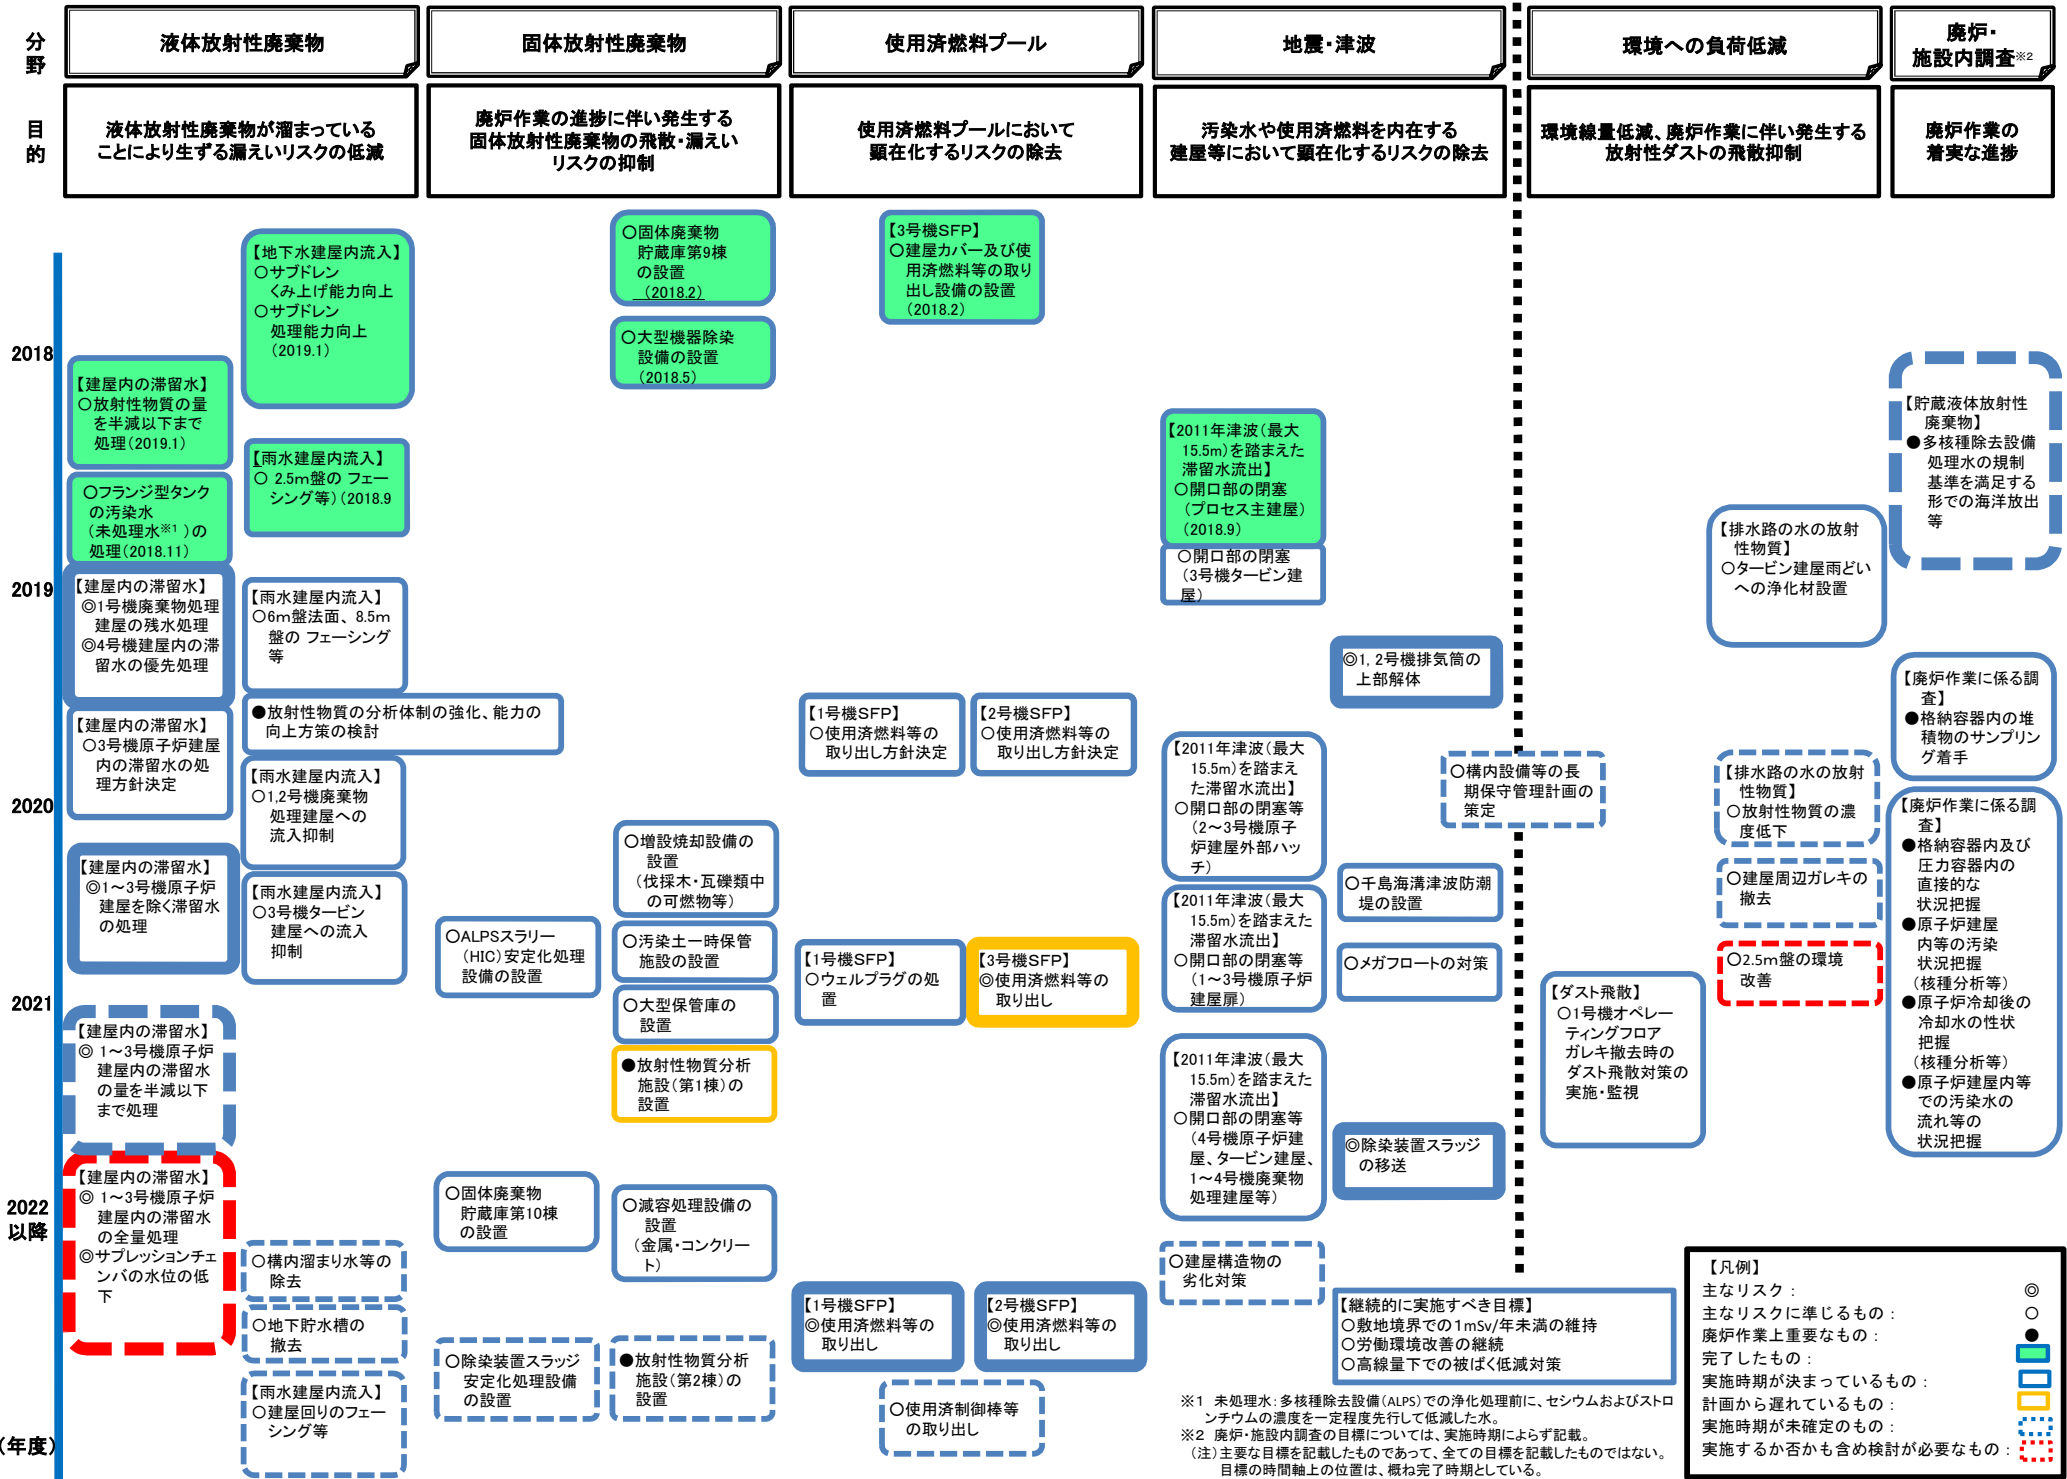 分野
液体放射性廃棄物
固体放射性廃棄物
使用済燃料プール
地震・津波
環境への負荷低減
廃炉・
施設内調査※2
目的
液体放射性廃棄物が溜まっている
ことにより生ずる漏えいリスクの低減
廃炉作業の進捗に伴い発生する
固体放射性廃棄物の飛散・漏えい
リスクの抑制
使用済燃料プールにおいて
顕在化するリスクの除去
汚染水や使用済燃料を内在する
建屋等において顕在化するリスクの除去
環境線量低減、廃炉作業に伴い発生する
放射性ダストの飛散抑制
廃炉作業の
着実な進捗
2018
2019
2020
2021
2022
以降
(年度)
【建屋内の滞留水】
○放射性物質の量
を半減以下まで
処理(2019.1)
○フランジ型タンク
の汚染水
(未処理水※1 )の
処理(2018.11)
【建屋内の滞留水】
◎1号機廃棄物処理
建屋の残水処理
◎4号機建屋内の滞
留水の優先処理
【建屋内の滞留水】
○3号機原子炉建屋
内の滞留水の処
理方針決定
【建屋内の滞留水】
◎1～3号機原子炉
建屋を除く滞留水
の処理
【建屋内の滞留水】
◎ 1～3号機原子炉
建屋内の滞留水
の量を半減以下
まで処理
【建屋内の滞留水】
◎ 1～3号機原子炉
建屋内の滞留水
の全量処理
◎サプレッションチェ
ンバの水位の低
下
【地下水建屋内流入】
○サブドレン
くみ上げ能力向上
○サブドレン
処理能力向上
(2019.1)
【雨水建屋内流入】
○ 2.5m盤の フェー
シング等)(2018.9
【雨水建屋内流入】
○6m盤法面、8.5m
盤の フェーシング
等
●放射性物質の分析体制の強化、能力の
向上方策の検討
【雨水建屋内流入】
○1,2号機廃棄物
処理建屋への
流入抑制
【雨水建屋内流入】
○3号機タービン
建屋への流入
抑制
○構内溜まり水等の
除去
○地下貯水槽の
撤去
【雨水建屋内流入】
○建屋回りのフェー
シング等
○固体廃棄物
貯蔵庫第9棟
の設置
(2018.2)
○大型機器除染
設備の設置
(2018.5)
○増設焼却設備の
設置
(伐採木・瓦礫類中
の可燃物等)
○ALPSスラリー
(HIC)安定化処理
設備の設置
○汚染土一時保管
施設の設置
○大型保管庫の
設置
●放射性物質分析
施設(第1棟)の
設置
○固体廃棄物
貯蔵庫第10棟
の設置
○減容処理設備の
設置
(金属・コンクリー
ト)
○除染装置スラッジ
安定化処理設備
の設置
●放射性物質分析
施設(第2棟)の
設置
【3号機SFP】
○建屋カバー及び使
用済燃料等の取り
出し設備の設置
(2018.2)
【1号機SFP】
○使用済燃料等の
取り出し方針決定
【2号機SFP】
○使用済燃料等の
取り出し方針決定
【1号機SFP】
○ウェルプラグの処
置
【3号機SFP】
◎使用済燃料等の
取り出し
【1号機SFP】
◎使用済燃料等の
取り出し
【2号機SFP】
◎使用済燃料等の
取り出し
○使用済制御棒等
の取り出し
【2011年津波(最大
15.5m)を踏まえた
滞留水流出】
○開口部の閉塞
(プロセス主建屋)
(2018.9)
○開口部の閉塞
(3号機タービン建
屋)
◎1, 2号機排気筒の
上部解体
【2011年津波(最大
15.5m)を踏まえ
た滞留水流出】
○開口部の閉塞等
(2～3号機原子
炉建屋外部ハッ
チ)
○構内設備等の長
期保守管理計画の
策定
○千島海溝津波防潮
堤の設置
【2011年津波(最大
15.5m)を踏まえた
滞留水流出】
○開口部の閉塞等
(1～3号機原子炉
建屋扉)
○メガフロートの対策
【2011年津波(最大
15.5m)を踏まえた
滞留水流出】
○開口部の閉塞等
(4号機原子炉建
屋、タービン建屋、
1～4号機廃棄物
処理建屋等)
◎除染装置スラッジ
の移送
○建屋構造物の
劣化対策
【継続的に実施すべき目標】
○敷地境界での1mSv/年未満の維持
○労働環境改善の継続
○高線量下での被ばく低減対策
【排水路の水の放射
性物質】
○タービン建屋雨どい
への浄化材設置
【排水路の水の放射
性物質】
○放射性物質の濃
度低下
○建屋周辺ガレキの
撤去
○2.5m盤の環境
改善
【ダスト飛散】
○1号機オペレー
ティングフロア
ガレキ撤去時の
ダスト飛散対策の
実施・監視
【貯蔵液体放射性
廃棄物】
●多核種除去設備
処理水の規制
基準を満足する
形での海洋放出
等
【廃炉作業に係る調
査】
●格納容器内の堆
積物のサンプリン
グ着手
【廃炉作業に係る調
査】
●格納容器内及び
圧力容器内の
直接的な
状況把握
●原子炉建屋
内等の汚染
状況把握
(核種分析等)
●原子炉冷却後の
冷却水の性状
把握
(核種分析等)
●原子炉建屋内等
での汚染水の
流れ等の
状況把握
【凡例】
主なリスク： ◎
主なリスクに準じるもの： ○
廃炉作業上重要なもの： ●
完了したもの：
実施時期が決まっているもの：
計画から遅れているもの：
実施時期が未確定のもの：
実施するか否かも含め検討が必要なもの：
※1 未処理水：多核種除去設備(ALPS)での浄化処理前に、セシウムおよびストロ
ンチウムの濃度を一定程度先行して低減した水。
※2 廃炉・施設内調査の目標については、実施時期によらず記載。
(注)主要な目標を記載したものであって、全ての目標を記載したものではない。
目標の時間軸上の位置は、概ね完了時期としている。